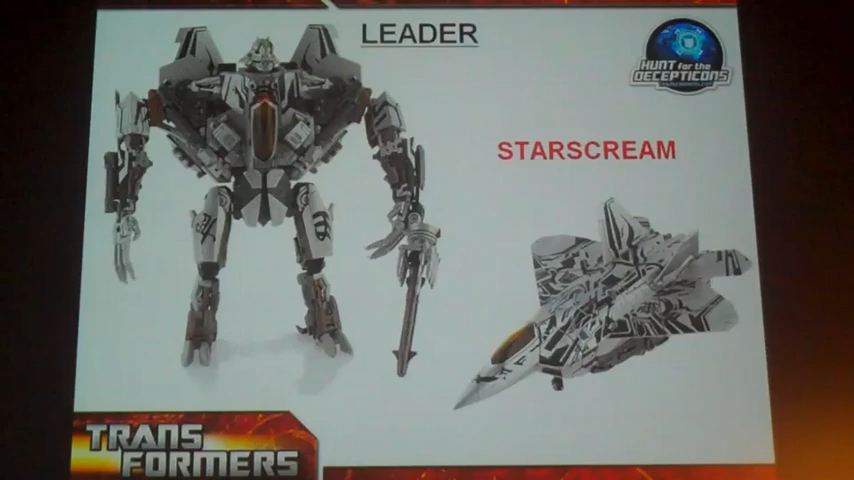 LEADER
HUNT for the
DECEPTICONS
STARSCREAM
TRANS
FORMERS